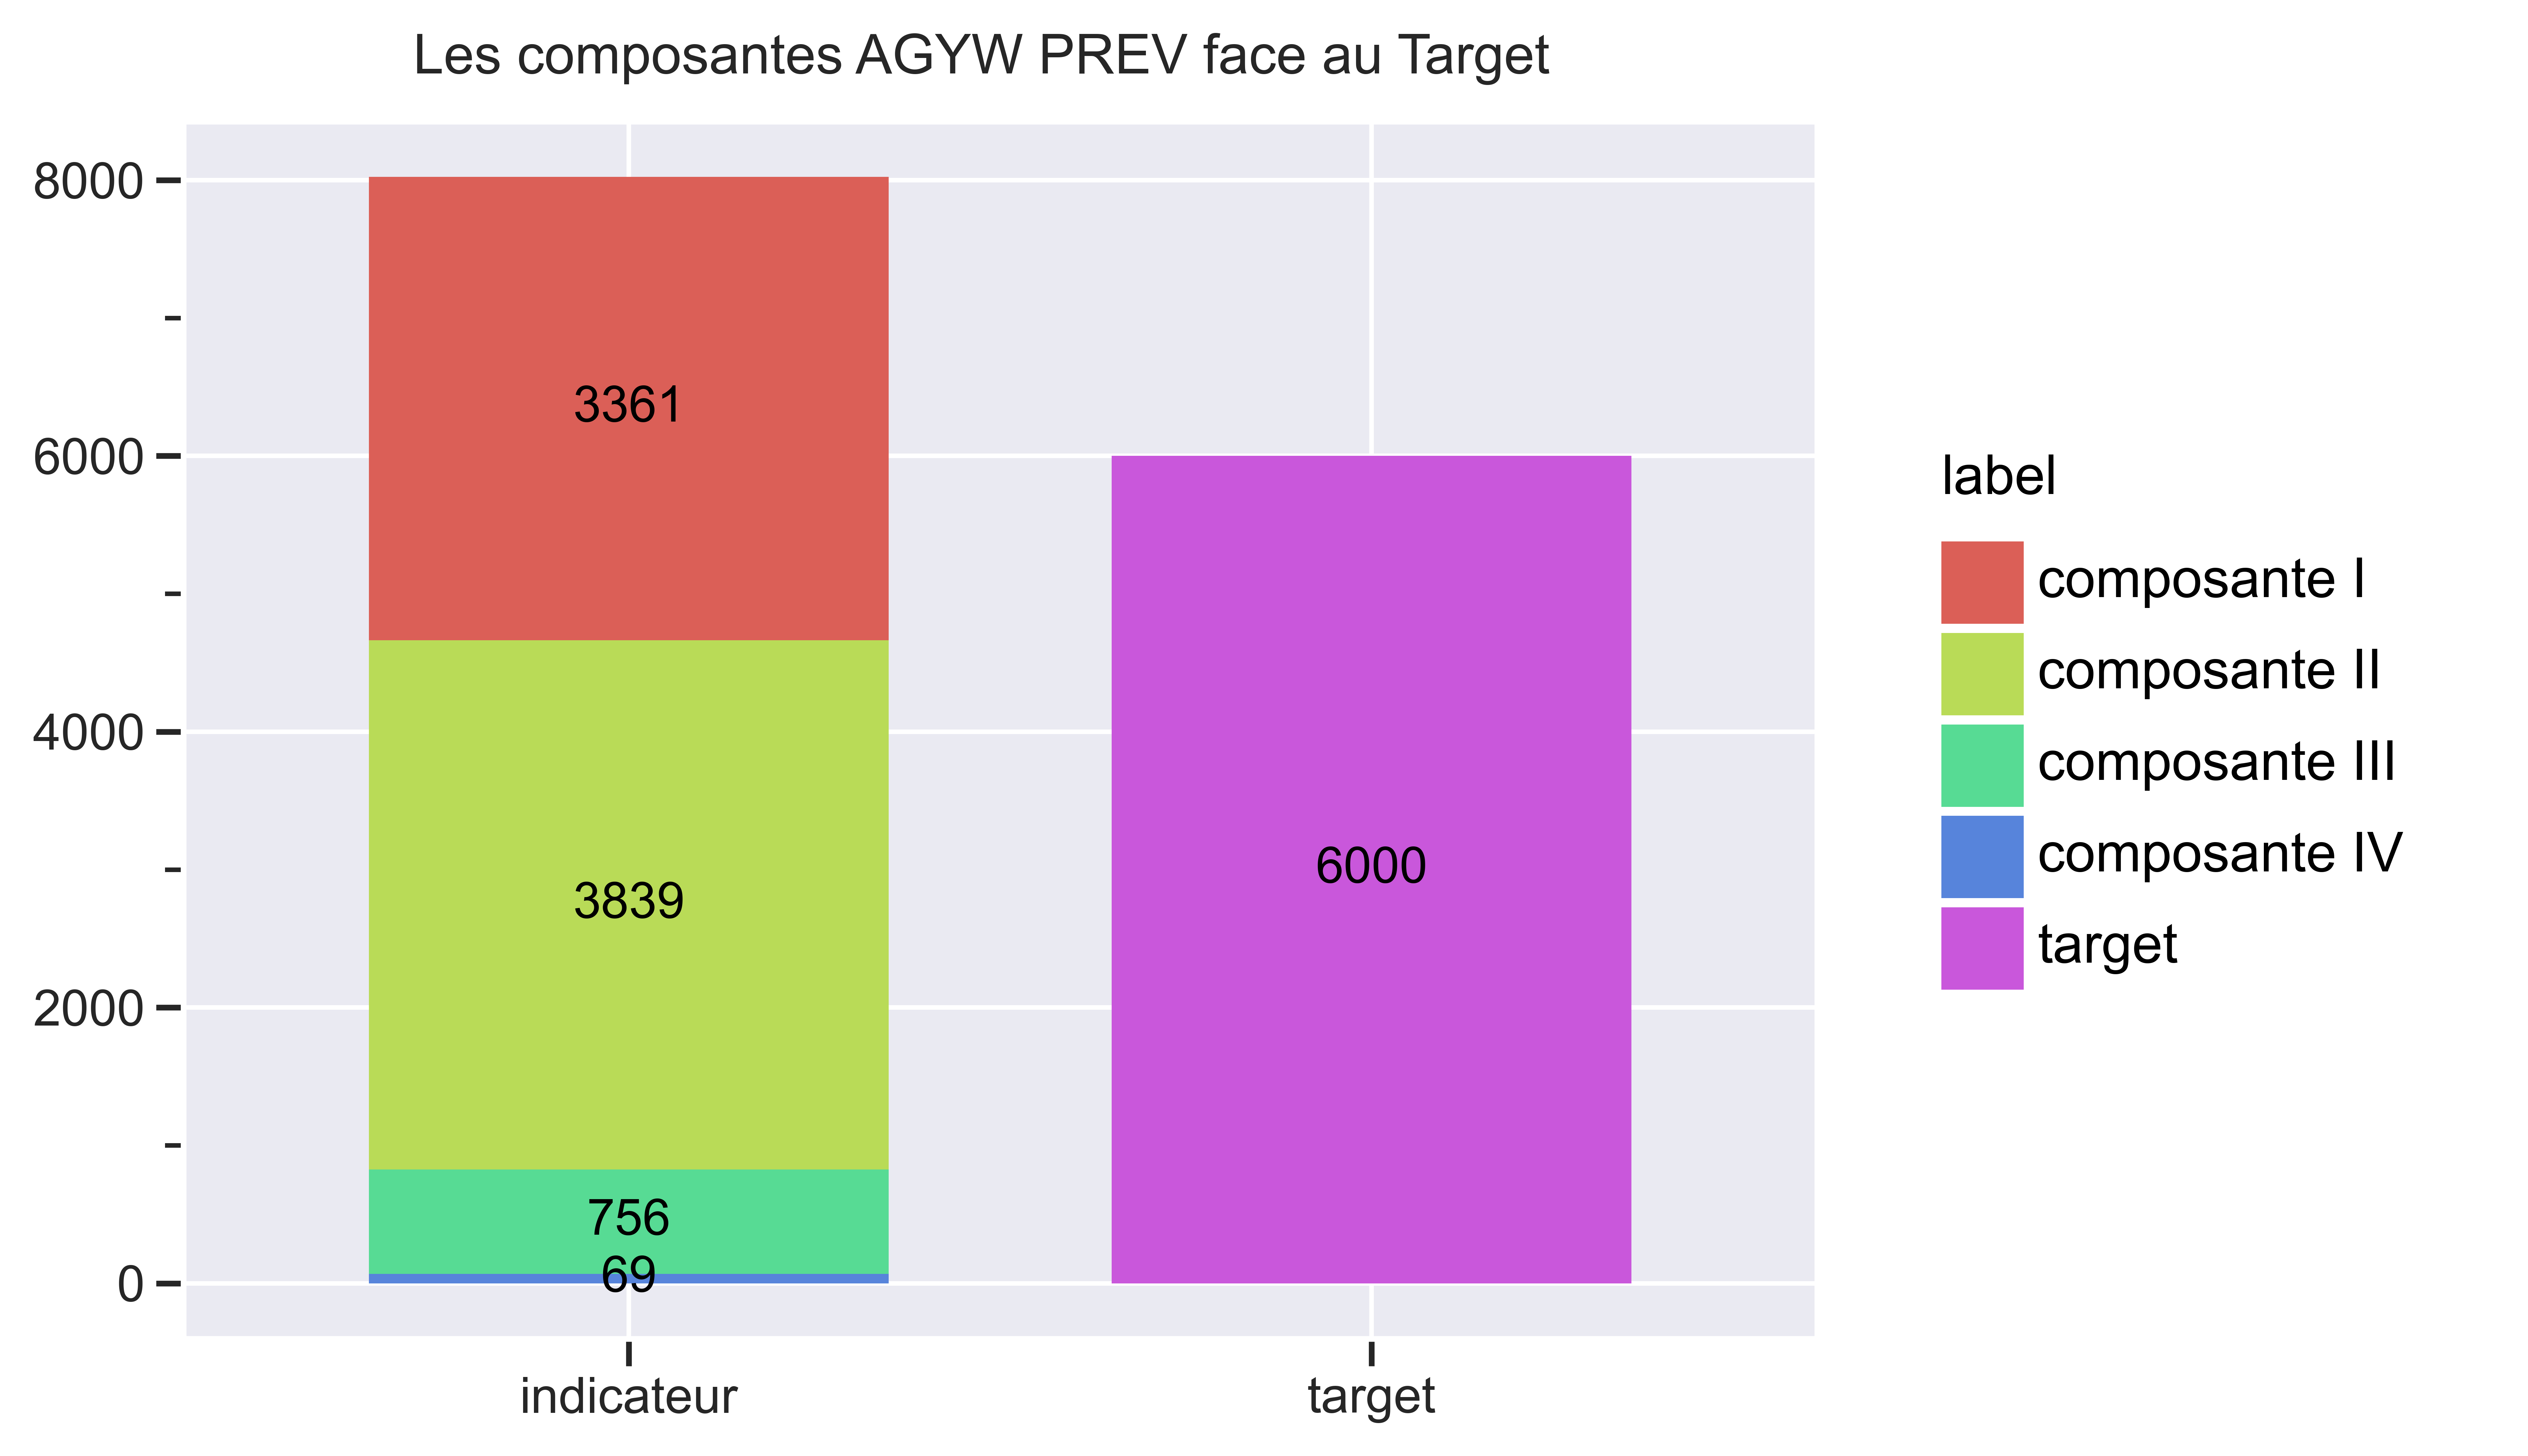 Les composantes AGYW PREV face au Target
8000
6000
4000
2000
0
3361
3839
756
69
6000
indicateur
target
label
composante I
composante II
composante III
composante IV
target